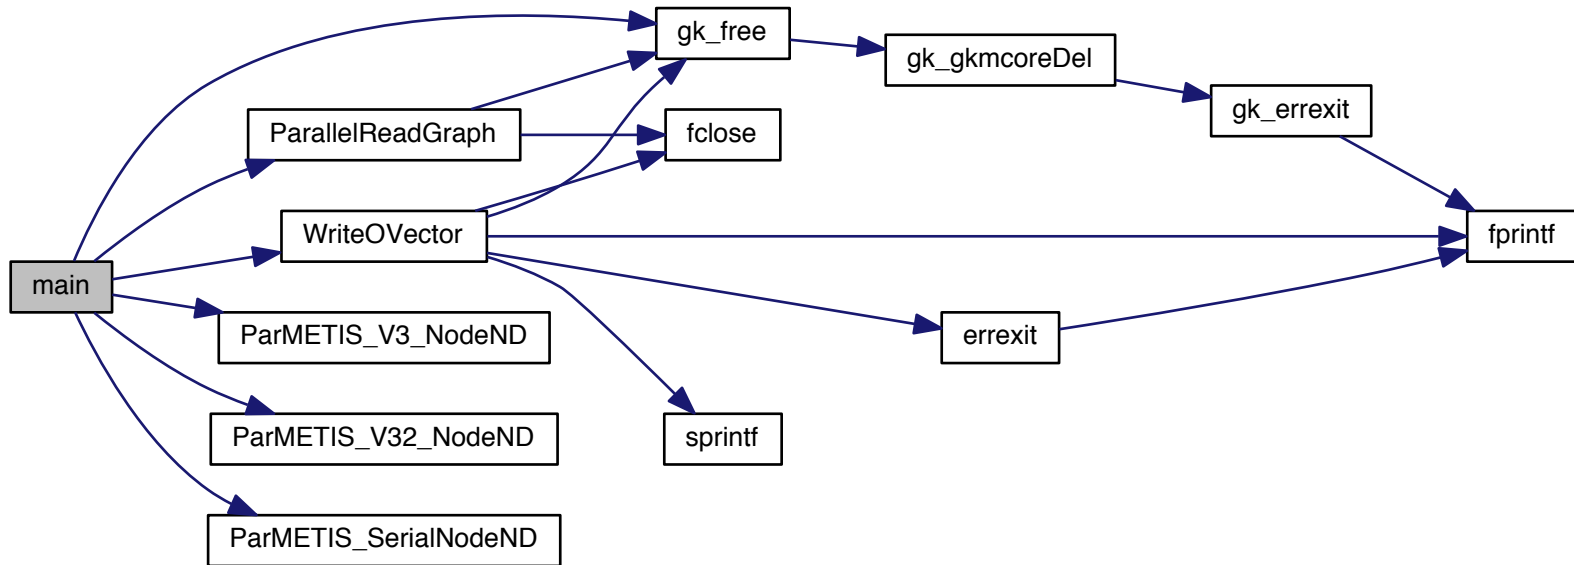 gk_free
gk_gkmcoreDel
gk_errexit
ParallelReadGraph
fclose
WriteOVector
fprintf
main
ParMETIS_V3_NodeND
errexit
ParMETIS_V32_NodeND
sprintf
ParMETIS_SerialNodeND